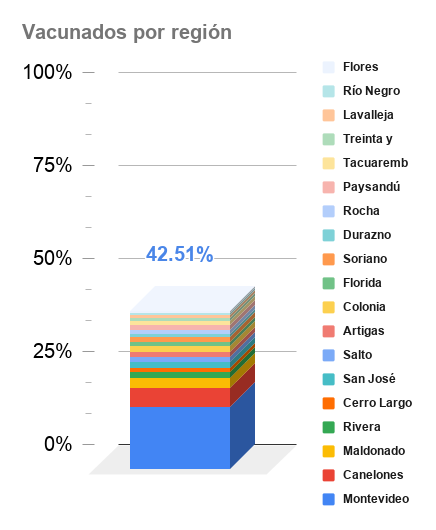 Vacunados por región
100%
75%
50%
25%
0%
42.51%
Flores
Río Negro
Lavalleja
Treinta y
Tacuaremb
Paysandú
Rocha
Durazno
Soriano
Florida
Colonia
Artigas
Salto
San José
Cerro Largo
Rivera
Maldonado
Canelones
Montevideo